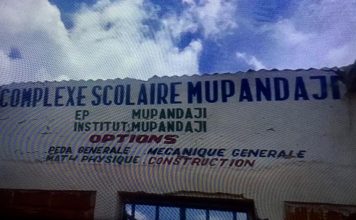 COMPLEXE SCOLAIRE MUPANDAJI
EP MUPANDAJI
INSTITUT: MUPANDAJI
OPTIONS
PEDA GENERALE MECANIQUE GENERALE
MATH PHYSIQUE CONSTRUCTION